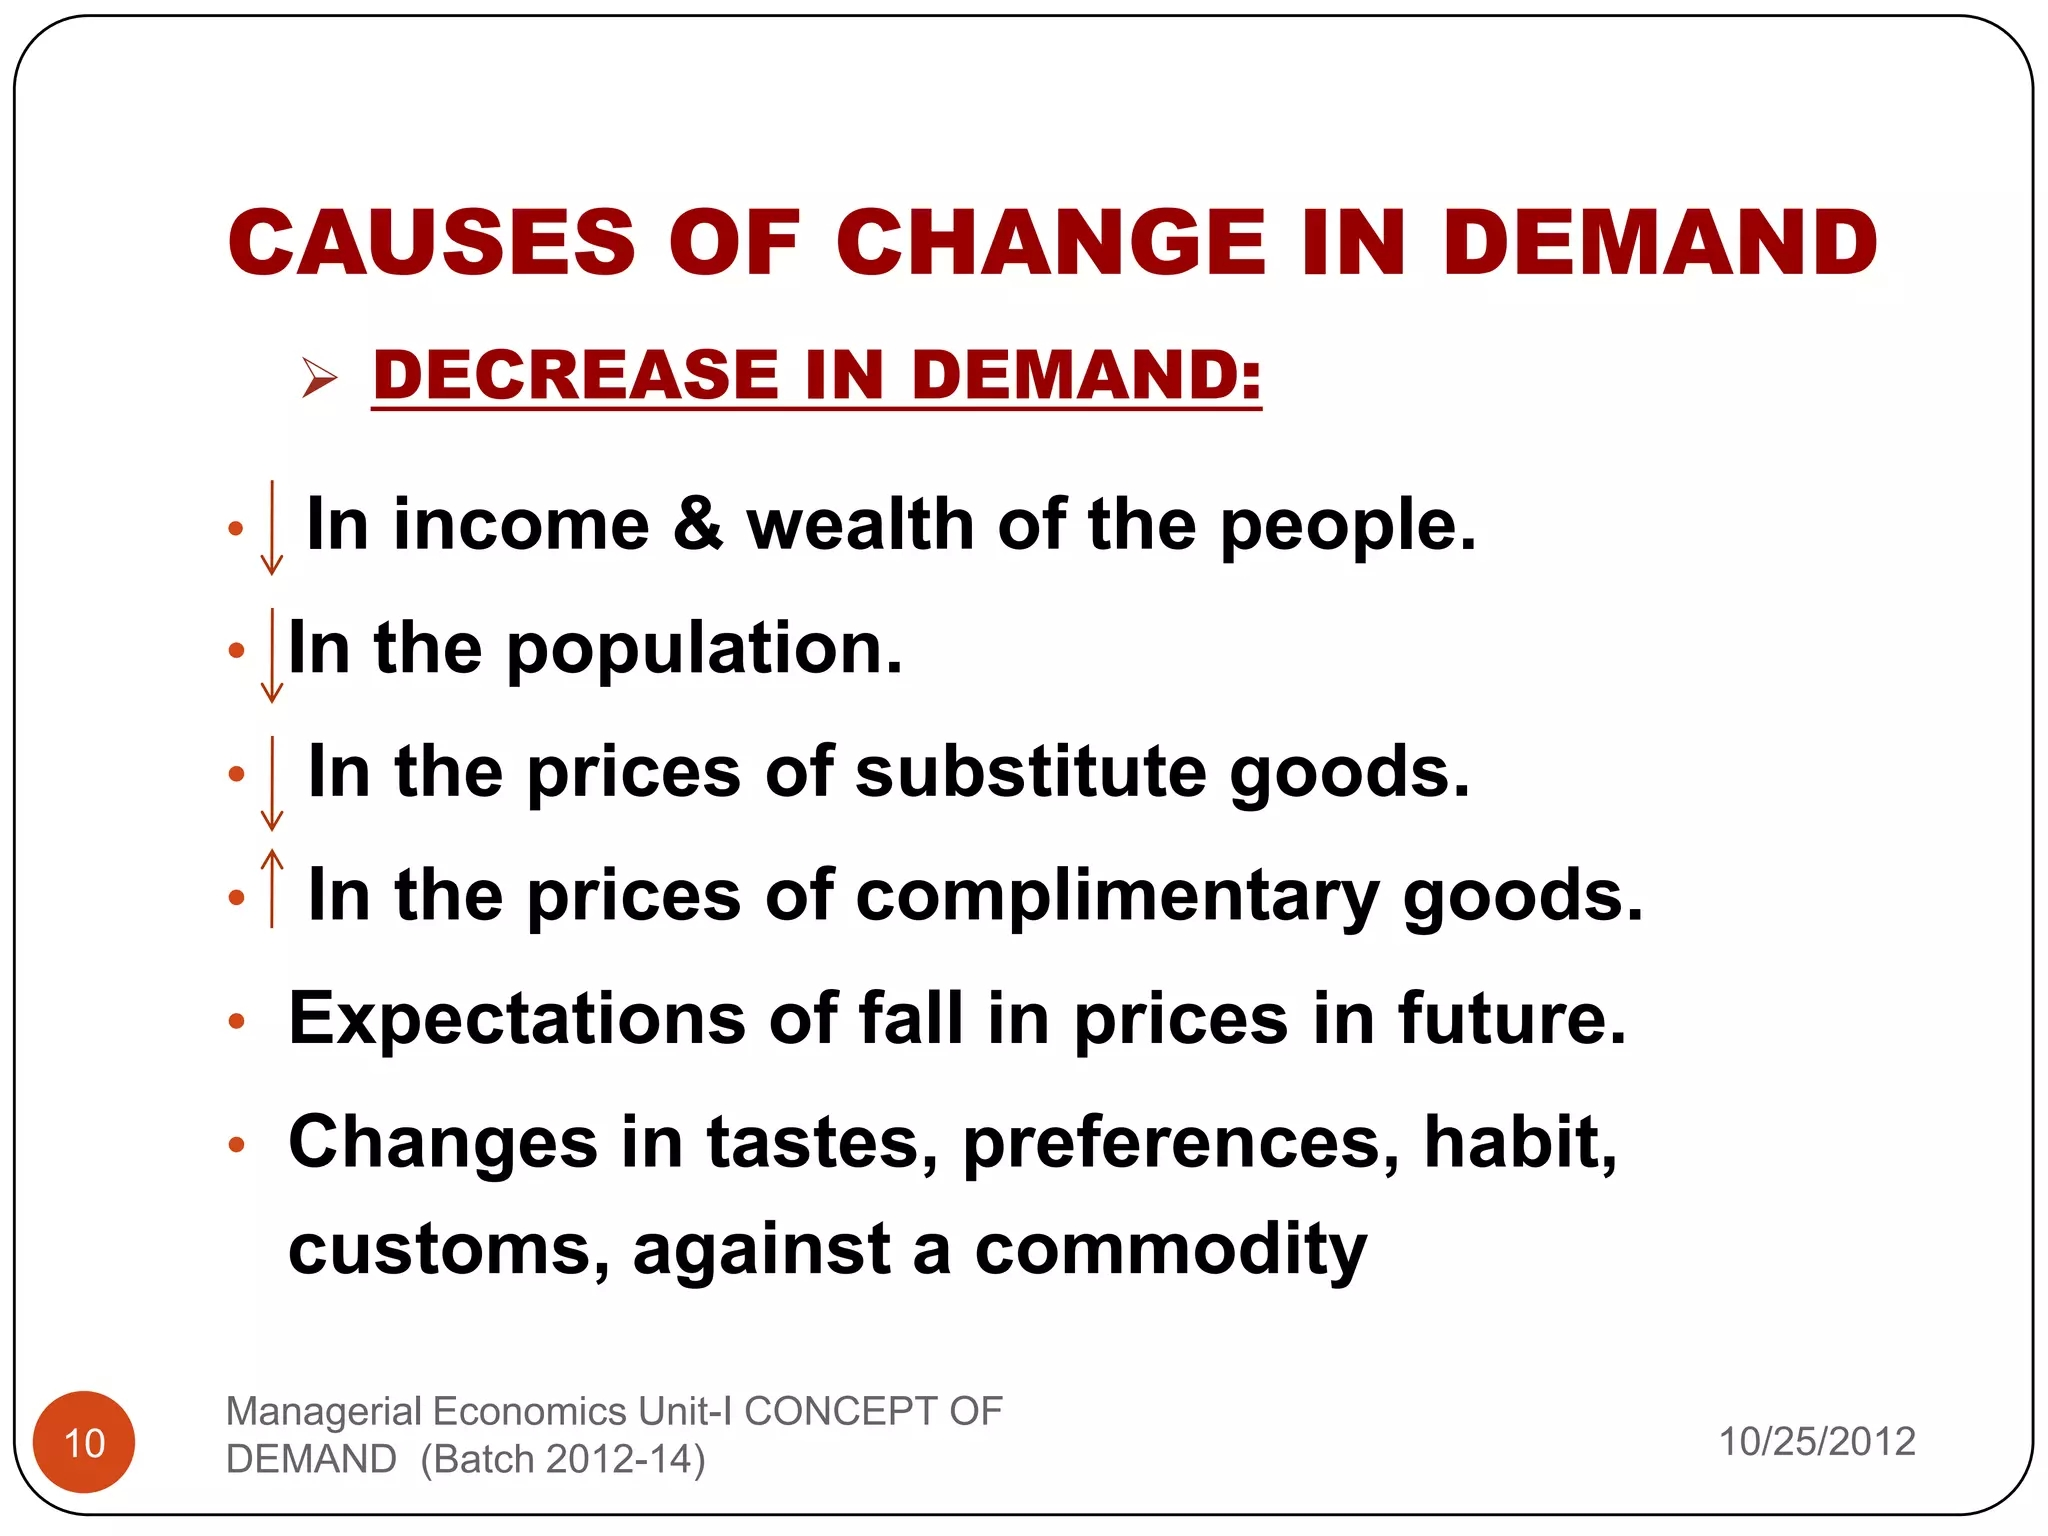 CAUSES OF CHANGE IN DEMAND
DECREASE IN DEMAND:
In income & wealth of the people.
In the population.
In the prices of substitute goods.
In the prices of complimentary goods.
Expectations of fall in prices in future.
Changes in tastes, preferences, habit,
customs, against a commodity
10
Managerial Economics Unit-I CONCEPT OF
DEMAND (Batch 2012-14)
10/25/2012